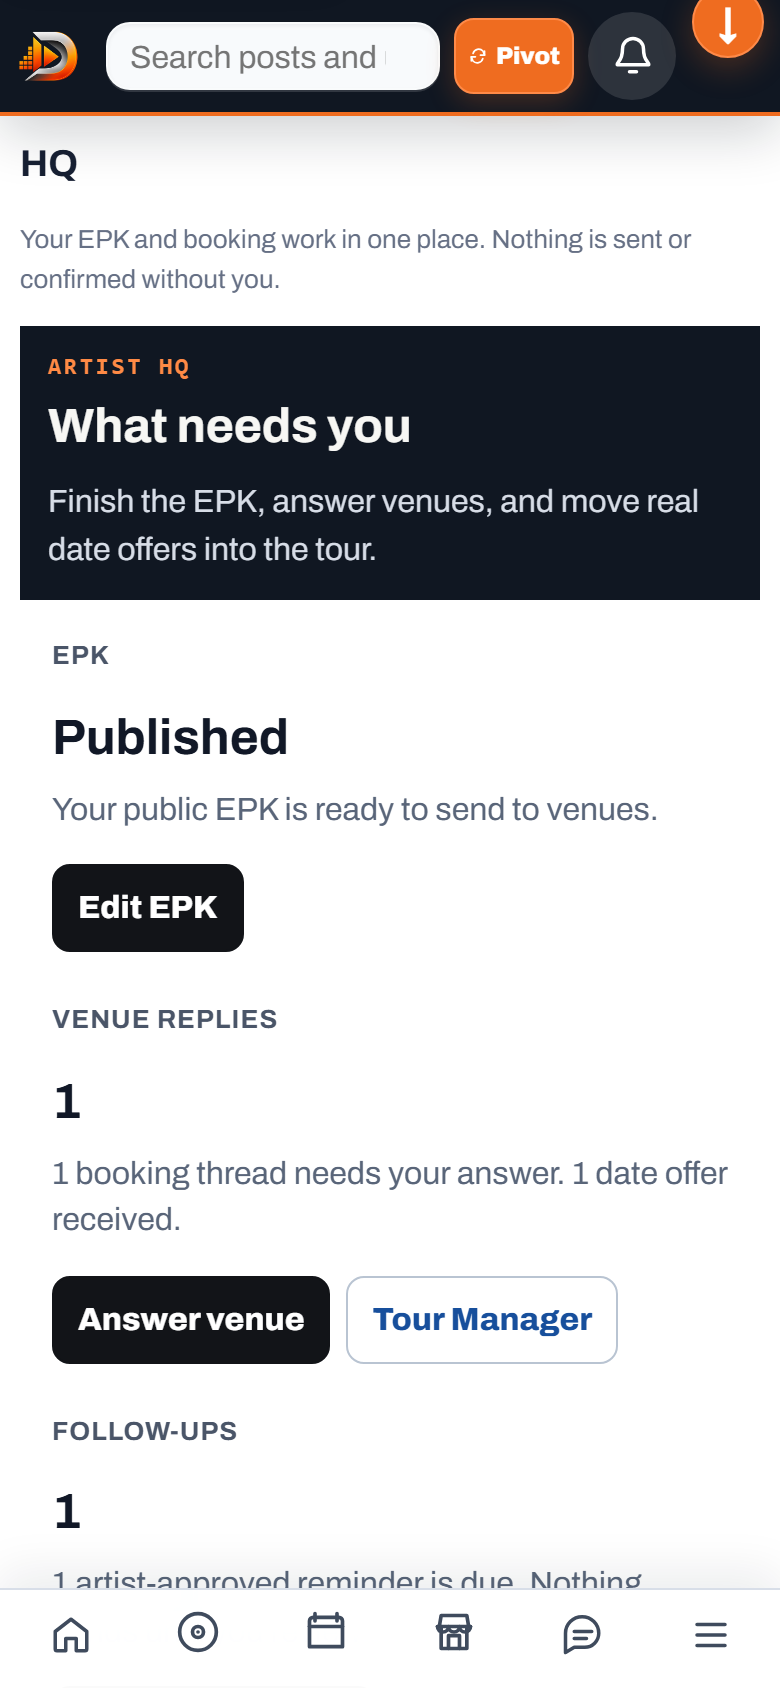 Search posts and
Pivot
HQ
Your EPK and booking work in one place. Nothing is sent or
confirmed without you.
ARTIST HQ
What needs you
Finish the EPK, answer venues, and move real
date offers into the tour.
EPK
Published
Your public EPK is ready to send to venues.
Edit EPK
VENUE REPLIES
1
1 booking thread needs your answer. 1 date offer
received.
Answer venue
Tour Manager
FOLLOW-UPS
1
1 artist-approved reminder is due. Nothing